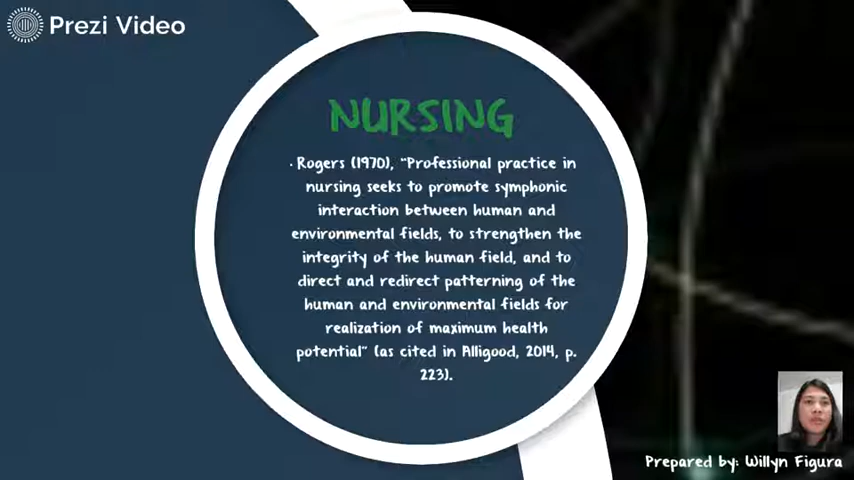 Prezi Video
NURSING
· Rogers (1970), "Professional practice in
nursing seeks to promote symphonic
interaction between human and
environmental fields, to strengthen the
integrity of the human field, and to
direct and redirect patterning of the
human and environmental fields for
realization of maximum health
potential" (as cited in Alligood, 2014, p.
223).
Prepared by: Willyn Figura